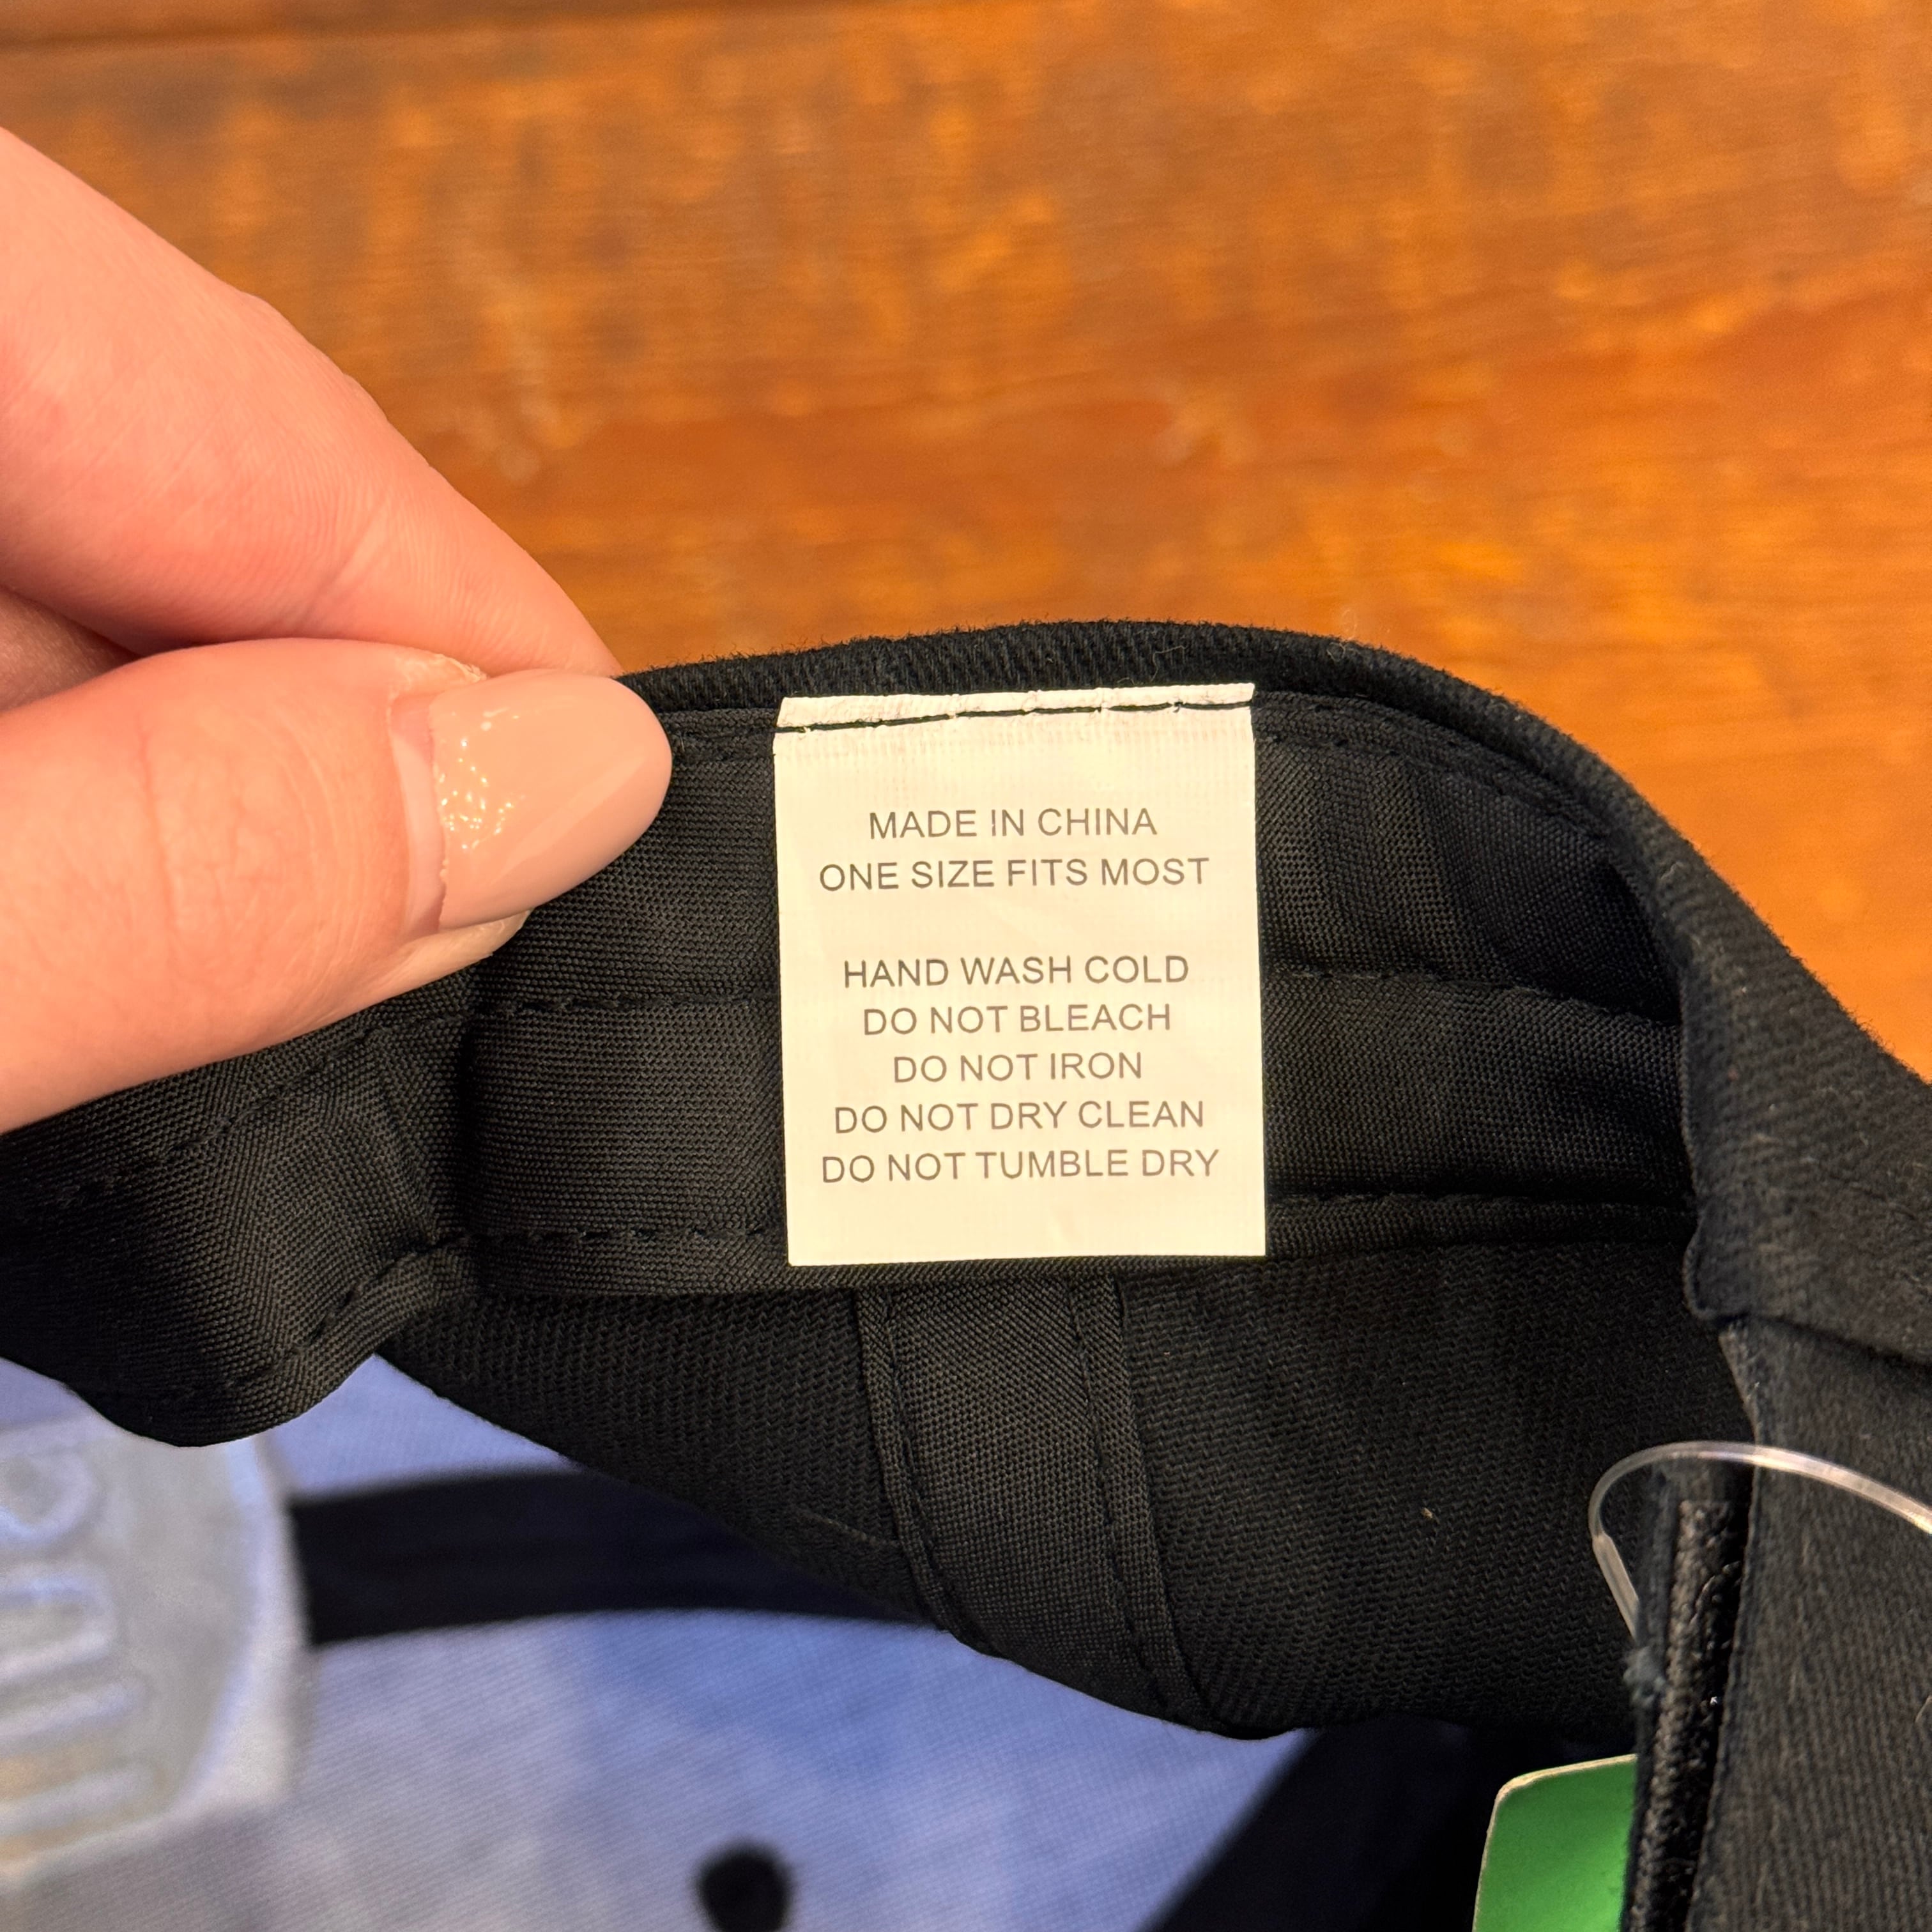 MADE IN CHINA
ONE SIZE FITS MOST
HAND WASH COLD
DO NOT BLEACH
DO NOT IRON
DO NOT DRY CLEAN
DO NOT TUMBLE DRY